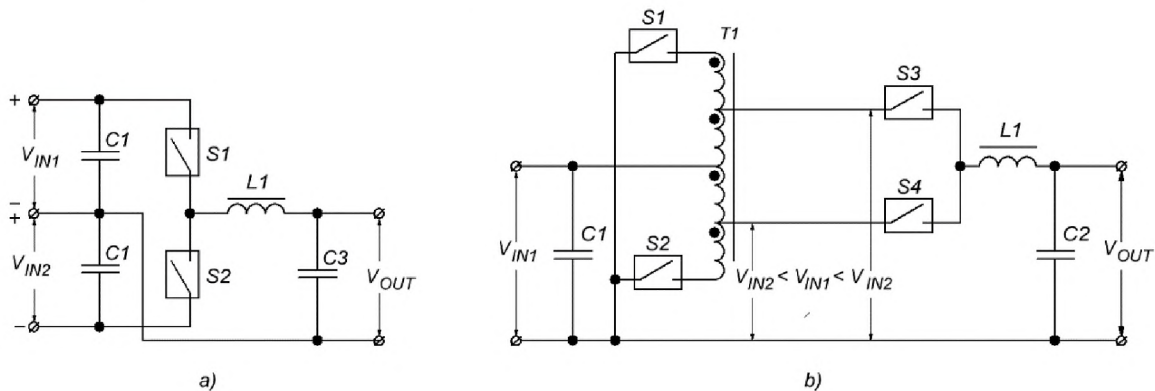 S1
T1
S3
+
C1
S1
V_IN1
L1
L1
−
+
S4
C1
S2
V_IN2
C3
V_OUT
−
V_IN1
C1
S2
V_IN2 < V_IN1 < V_IN2
C2
V_OUT
a)
b)